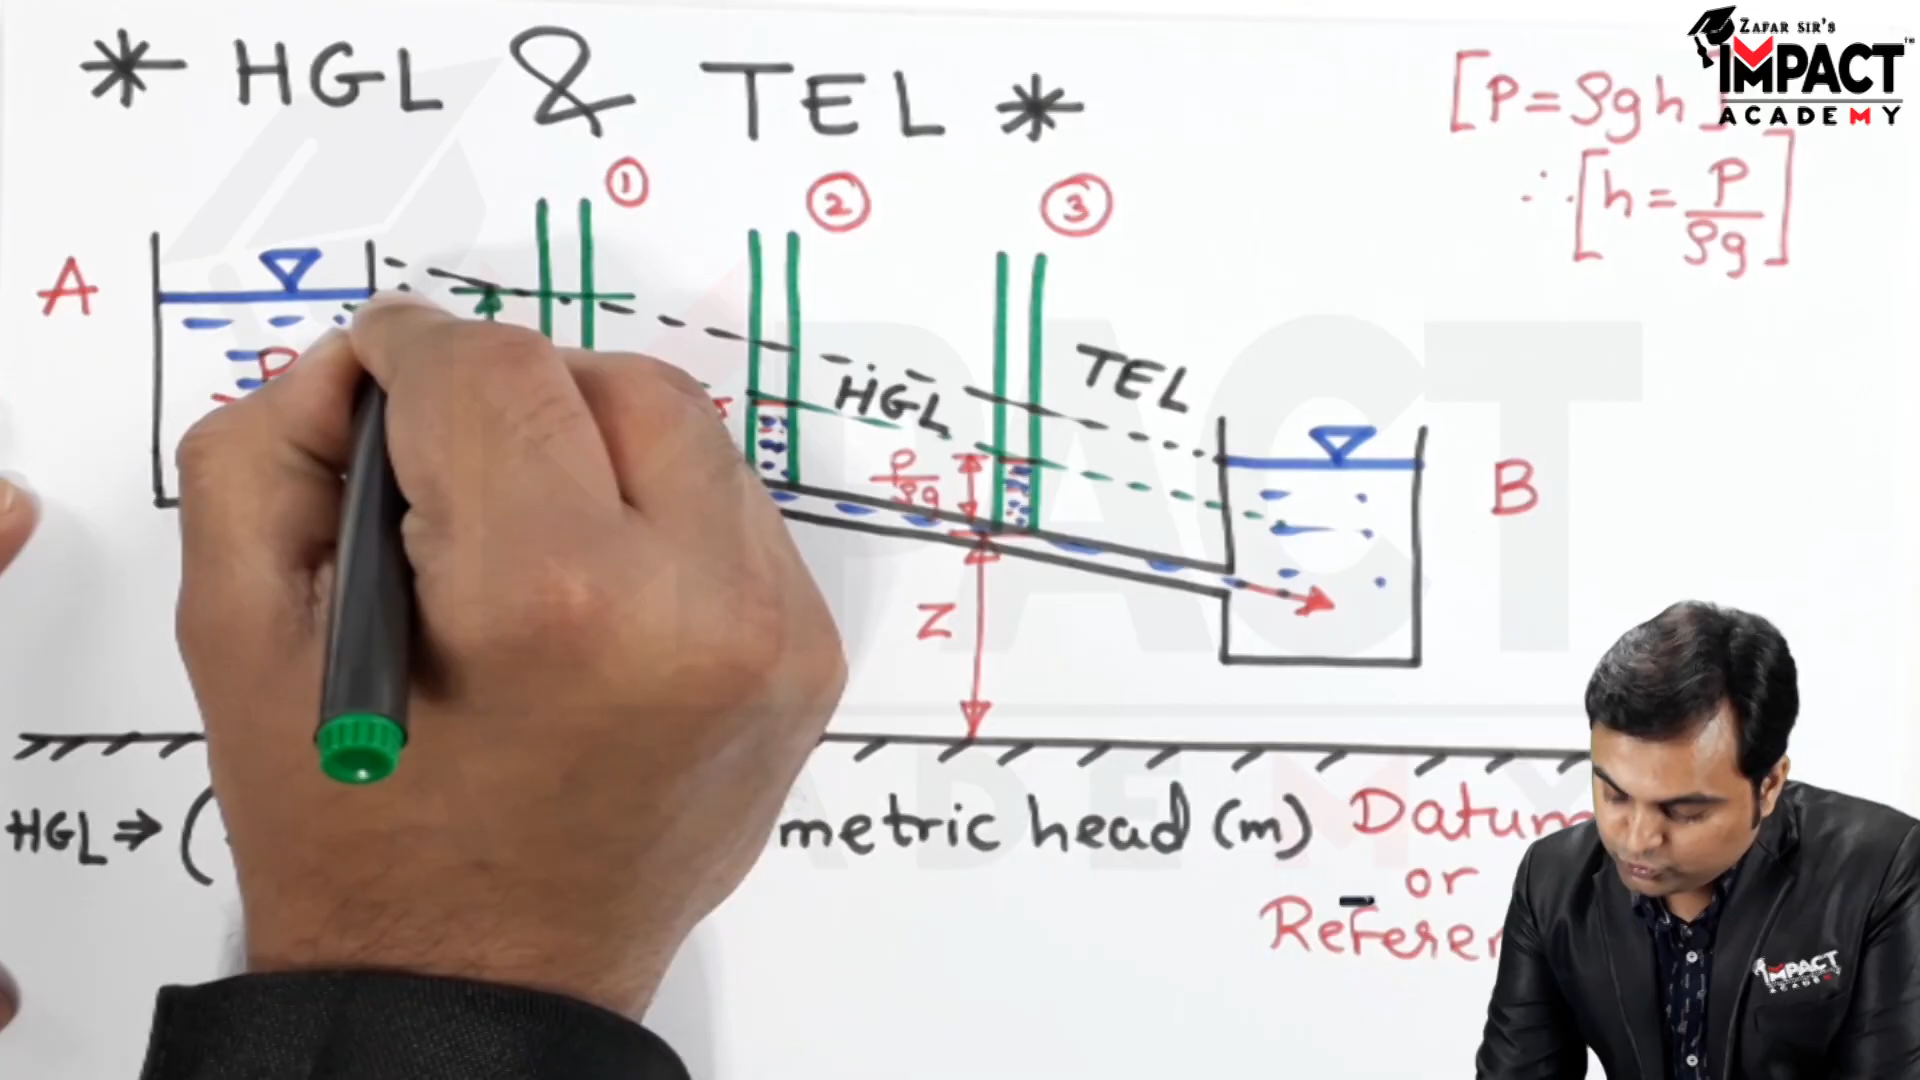 * HGL & TEL *
ZAFAR SIR'S
IMPACT™
ACADEMY
[P = ρgh]
∴ [h = P/ρg]
①
②
③
A
HGL
TEL
P/ρg
B
Z
HGL ⇒ (
metric head (m)
Datum
or
IMPACT